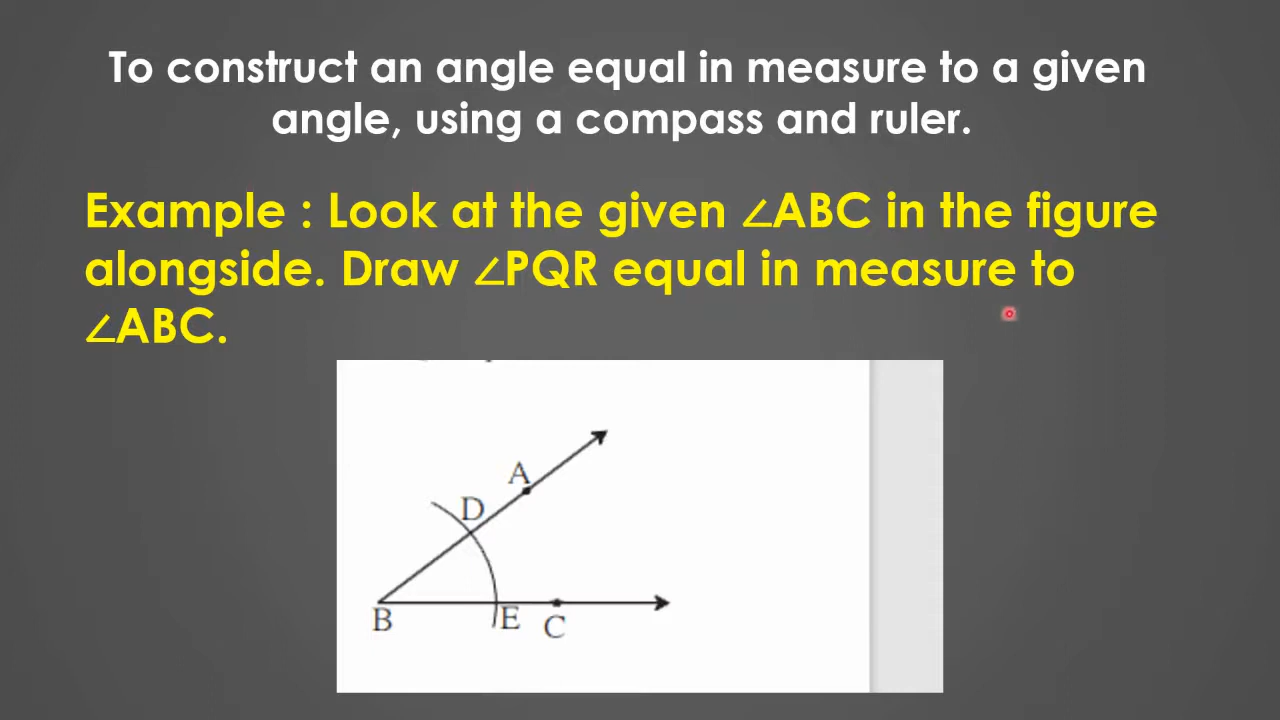 To construct an angle equal in measure to a given
angle, using a compass and ruler.
Example : Look at the given ∠ABC in the figure
alongside. Draw ∠PQR equal in measure to
∠ABC.
A
D
B
E
C